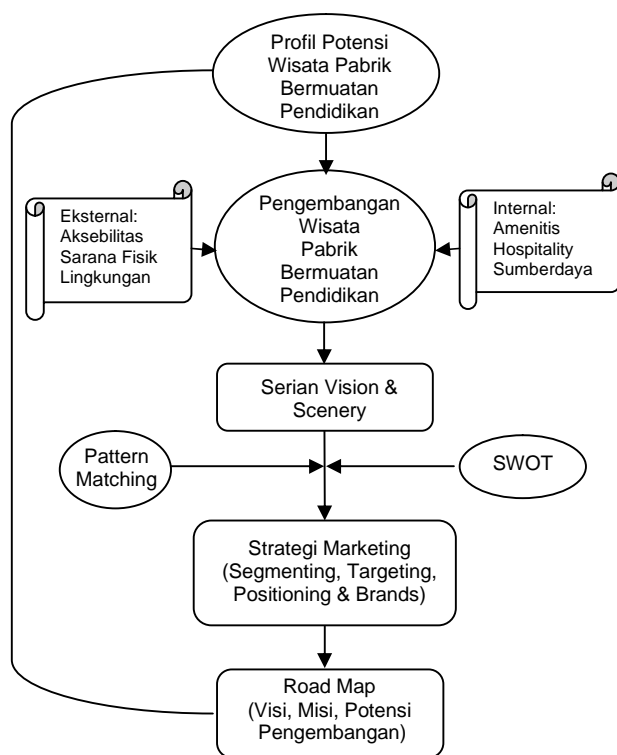 Profil Potensi
Wisata Pabrik
Bermuatan
Pendidikan
Eksternal:
Aksebilitas
Sarana Fisik
Lingkungan
Pengembangan
Wisata
Pabrik
Bermuatan
Pendidikan
Internal:
Amenitis
Hospitality
Sumberdaya
Serian Vision &
Scenery
Pattern
Matching
SWOT
Strategi Marketing
(Segmenting, Targeting,
Positioning & Brands)
Road Map
(Visi, Misi, Potensi
Pengembangan)